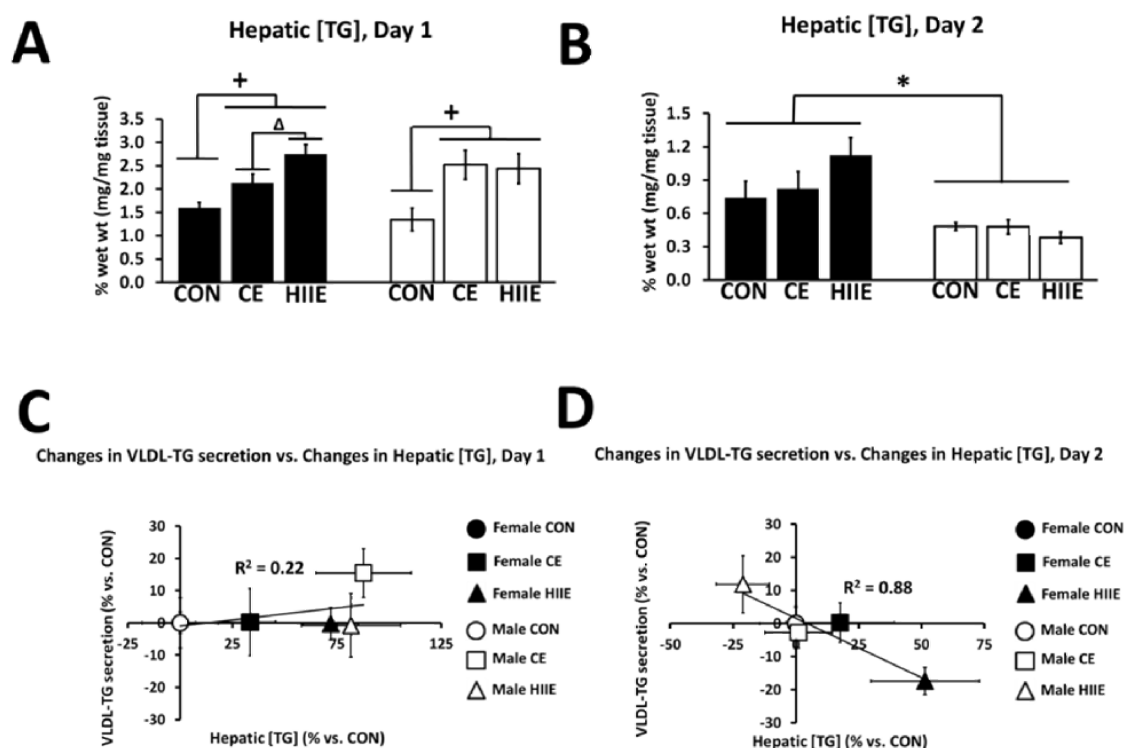 A
Hepatic [TG], Day 1
% wet wt (mg/mg tissue)
3.5
3.0
2.5
2.0
1.5
1.0
0.5
0.0
+
Δ
+
CON CE HIIE CON CE HIIE
B
Hepatic [TG], Day 2
% wet wt (mg/mg tissue)
1.5
1.2
0.9
0.6
0.3
0.0
*
CON CE HIIE CON CE HIIE
C
Changes in VLDL-TG secretion vs. Changes in Hepatic [TG], Day 1
VLDL-TG secretion (% vs. CON)
30
20
10
0
-10
-20
-30
R² = 0.22
-25 25 75 125
Hepatic [TG] (% vs. CON)
Female CON
Female CE
Female HIIE
Male CON
Male CE
Male HIIE
D
Changes in VLDL-TG secretion vs. Changes in Hepatic [TG], Day 2
VLDL-TG secretion (% vs. CON)
30
20
10
0
-10
-20
-30
R² = 0.88
-50 -25 0 25 50 75
Hepatic [TG] (% vs. CON)
Female CON
Female CE
Female HIIE
Male CON
Male CE
Male HIIE